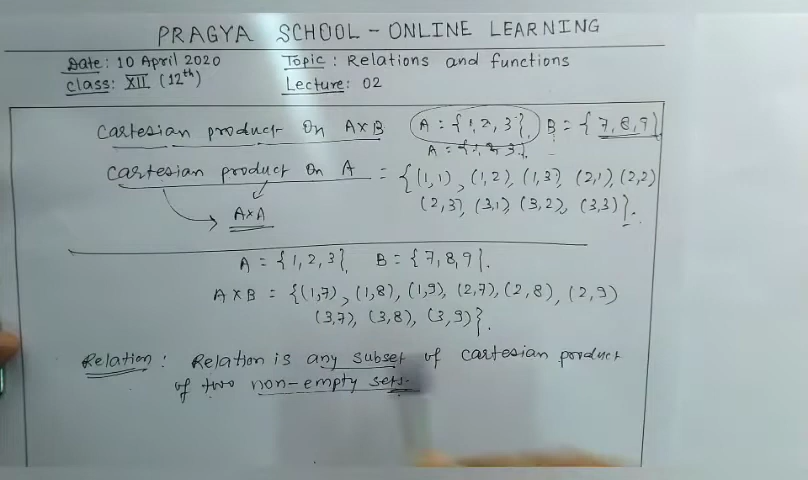 PRAGYA SCHOOL - ONLINE LEARNING
Date: 10 April 2020 Topic: Relations and functions
Class: XII (12th) Lecture: 02
Cartesian product on A×B A = {1,2,3} B = {7,8,9}
A = {1,2,3}
Cartesian product on A = {(1,1), (1,2), (1,3), (2,1), (2,2)
(2,3), (3,1), (3,2), (3,3)}.
A×A
A = {1,2,3}, B = {7,8,9}.
A×B = {(1,7), (1,8), (1,9), (2,7), (2,8), (2,9)
(3,7), (3,8), (3,9)}.
Relation: Relation is any subset of cartesian product
of two non-empty sets.